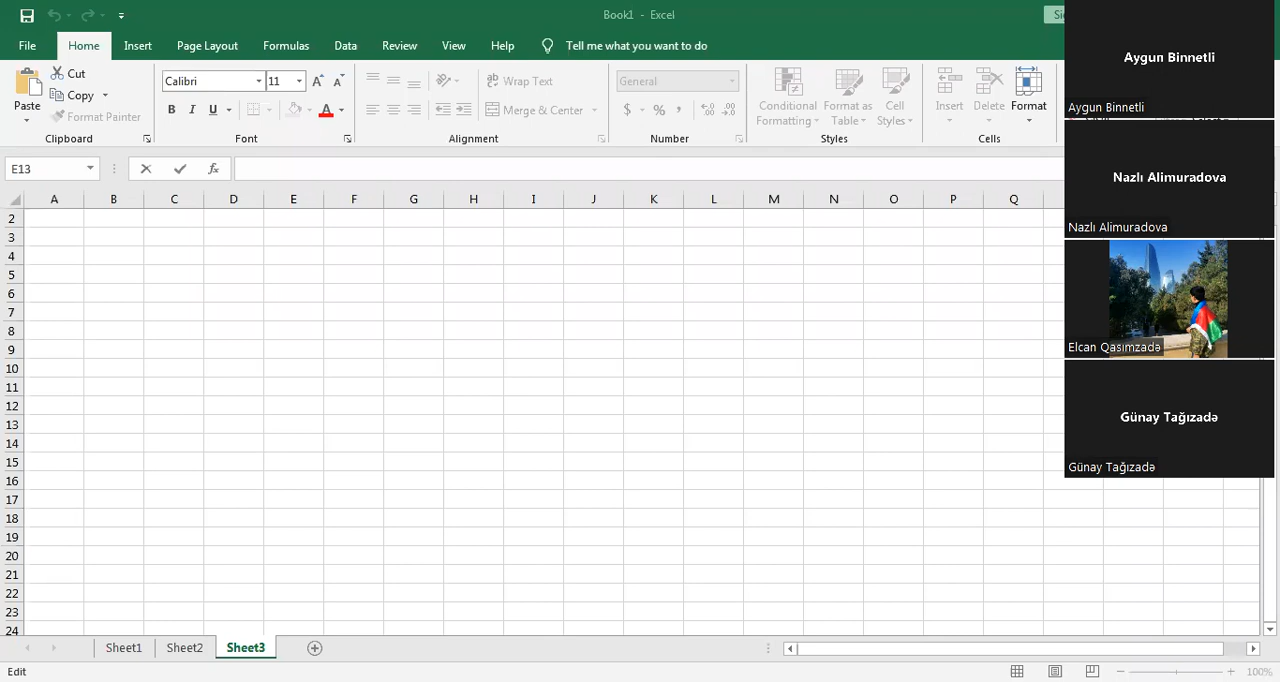 Book1 - Excel
File Home Insert Page Layout Formulas Data Review View Help Tell me what you want to do
Paste
Cut
Copy
Format Painter
Clipboard
Calibri 11
B I U A
Font
Wrap Text
Merge & Center
Alignment
General
$ % ,
Number
Conditional Formatting
Format as Table
Cell Styles
Styles
Insert Delete Format
Cells
E13 fx
A B C D E F G H I J K L M N O P Q
2
3
4
5
6
7
8
9
10
11
12
13
14
15
16
17
18
19
20
21
22
23
24
Aygun Binnetli
Aygun Binnetli
Nazlı Alimuradova
Nazlı Alimuradova
Elcan Qasımzadə
Günay Tağızadə
Günay Tağızadə
Sheet1 Sheet2 Sheet3
Edit 100%